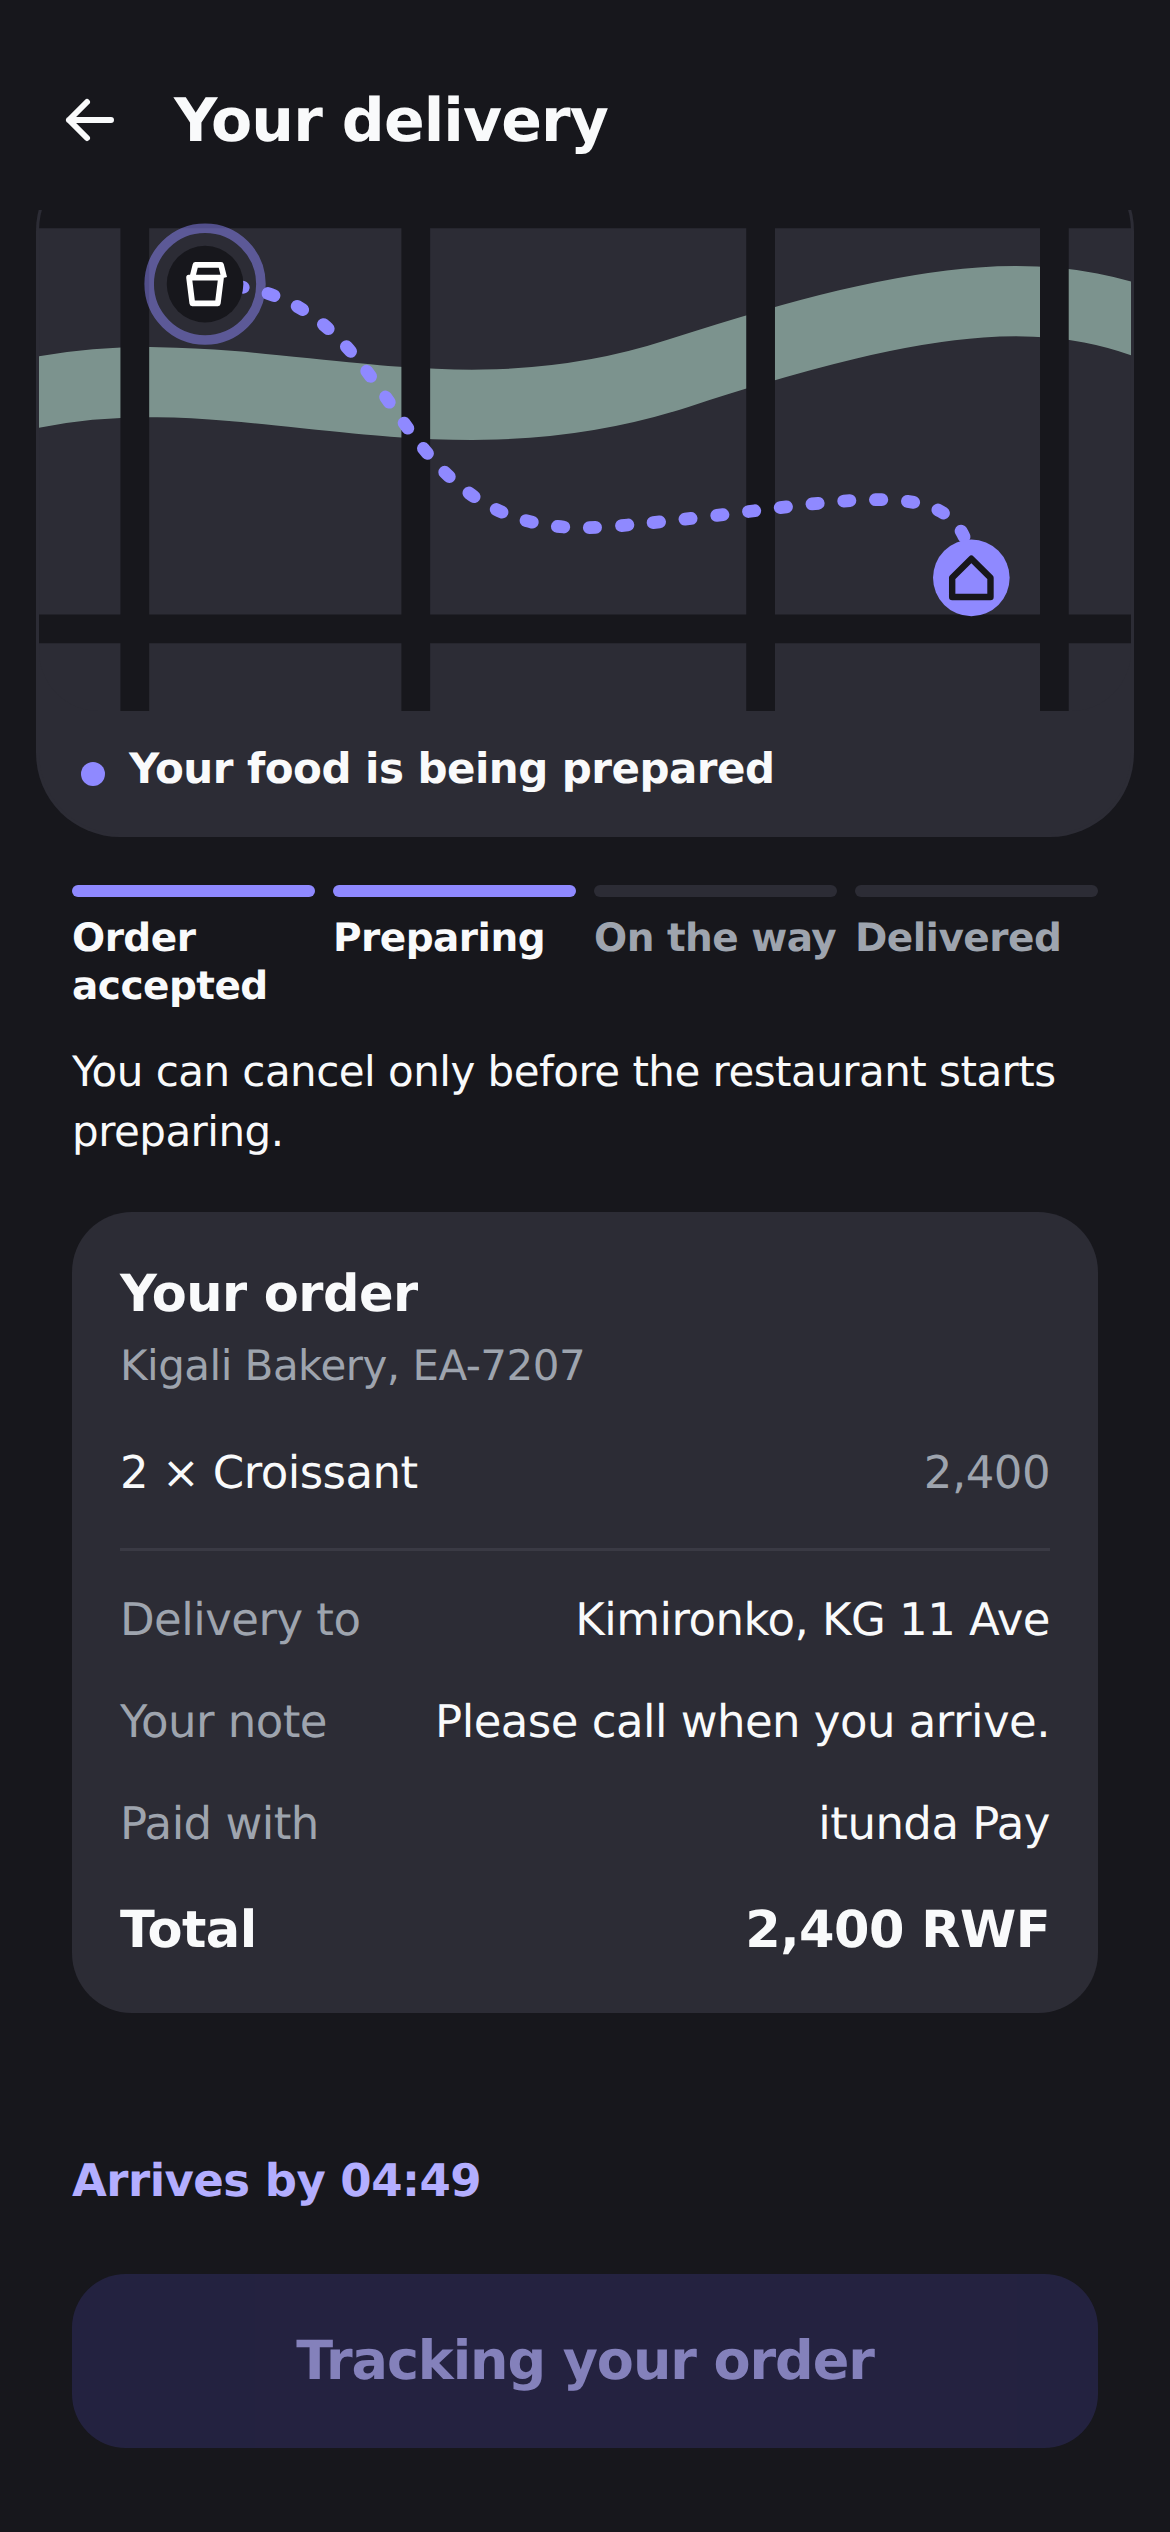 Your delivery
Your food is being prepared
Order accepted
Preparing
On the way
Delivered
You can cancel only before the restaurant starts
preparing.
Your order
Kigali Bakery, EA-7207
2 × Croissant 2,400
Delivery to Kimironko, KG 11 Ave
Your note Please call when you arrive.
Paid with itunda Pay
Total 2,400 RWF
Arrives by 04:49
Tracking your order